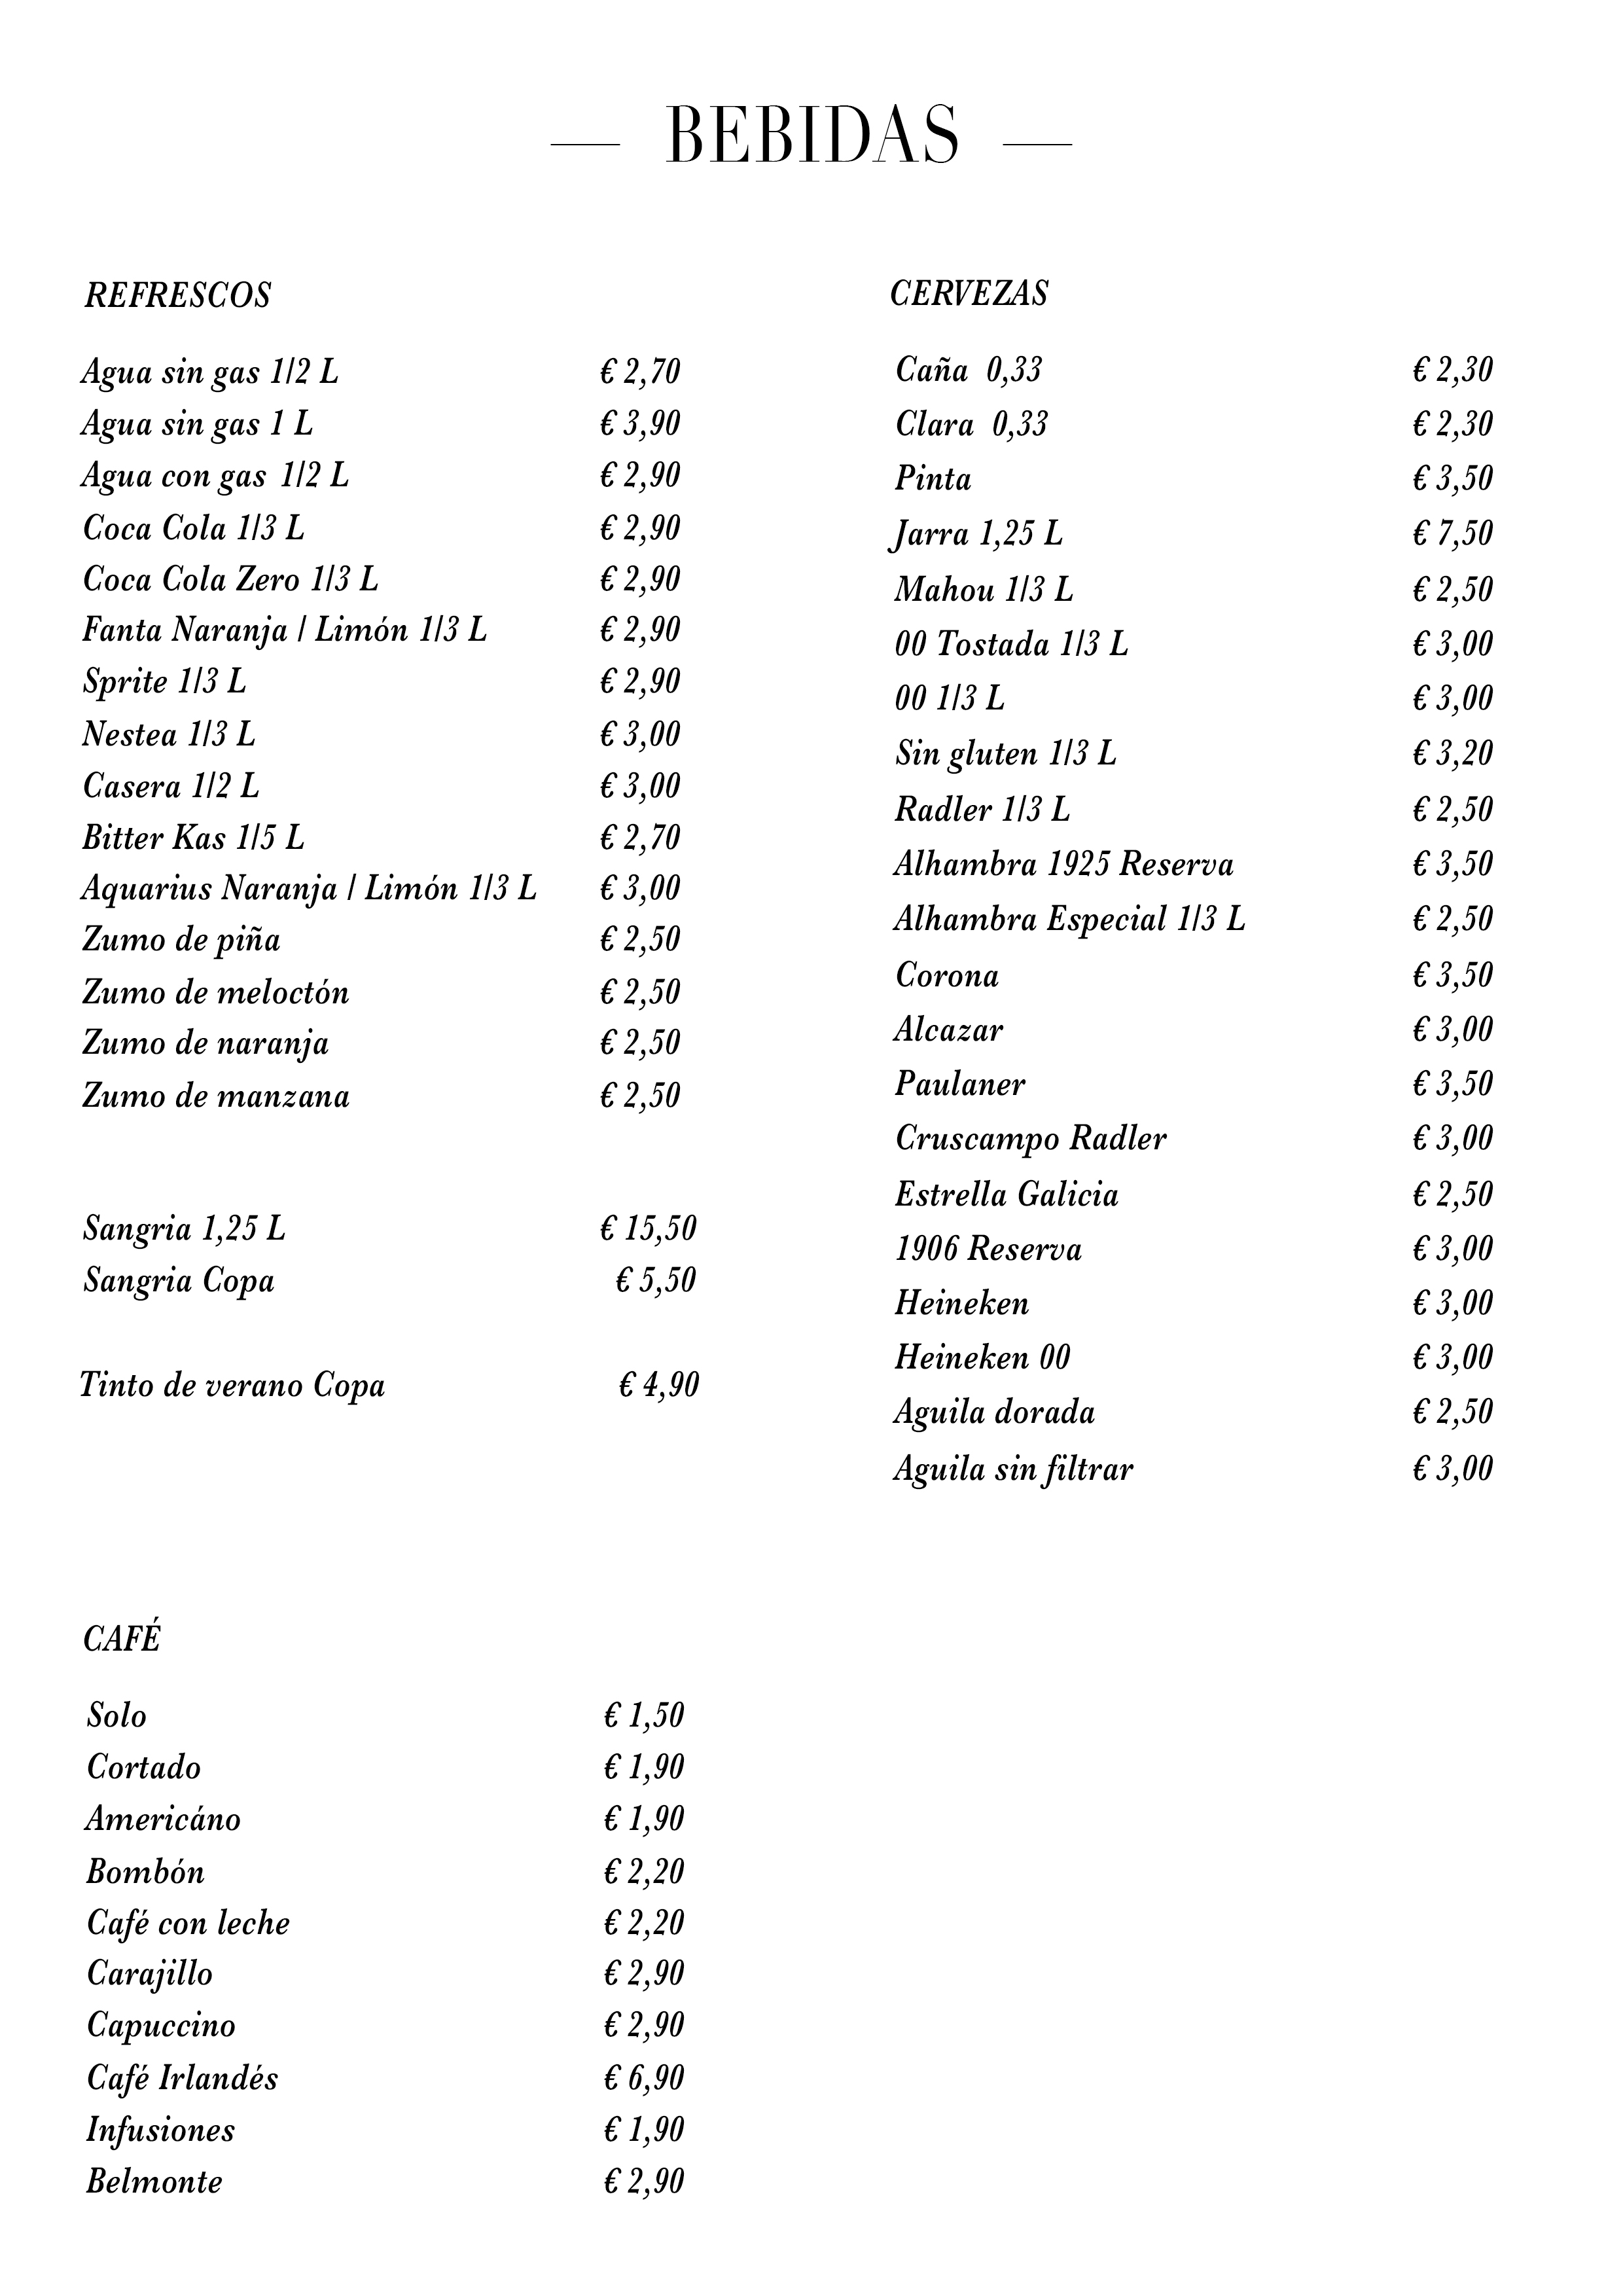 BEBIDAS
REFRESCOS
Agua sin gas 1/2 L € 2,70
Agua sin gas 1 L € 3,90
Agua con gas 1/2 L € 2,90
Coca Cola 1/3 L € 2,90
Coca Cola Zero 1/3 L € 2,90
Fanta Naranja / Limón 1/3 L € 2,90
Sprite 1/3 L € 2,90
Nestea 1/3 L € 3,00
Casera 1/2 L € 3,00
Bitter Kas 1/5 L € 2,70
Aquarius Naranja / Limón 1/3 L € 3,00
Zumo de piña € 2,50
Zumo de meloctón € 2,50
Zumo de naranja € 2,50
Zumo de manzana € 2,50
Sangria 1,25 L € 15,50
Sangria Copa € 5,50
Tinto de verano Copa € 4,90
CERVEZAS
Caña 0,33 € 2,30
Clara 0,33 € 2,30
Pinta € 3,50
Jarra 1,25 L € 7,50
Mahou 1/3 L € 2,50
00 Tostada 1/3 L € 3,00
00 1/3 L € 3,00
Sin gluten 1/3 L € 3,20
Radler 1/3 L € 2,50
Alhambra 1925 Reserva € 3,50
Alhambra Especial 1/3 L € 2,50
Corona € 3,50
Alcazar € 3,00
Paulaner € 3,50
Cruscampo Radler € 3,00
Estrella Galicia € 2,50
1906 Reserva € 3,00
Heineken € 3,00
Heineken 00 € 3,00
Aguila dorada € 2,50
Aguila sin filtrar € 3,00
CAFÉ
Solo € 1,50
Cortado € 1,90
Americáno € 1,90
Bombón € 2,20
Café con leche € 2,20
Carajillo € 2,90
Capuccino € 2,90
Café Irlandés € 6,90
Infusiones € 1,90
Belmonte € 2,90